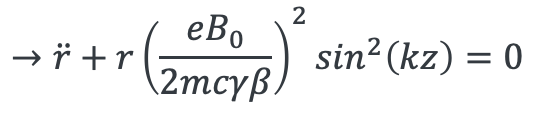 → r̈ + r (eB₀ / 2mcγβ)² sin²(kz) = 0